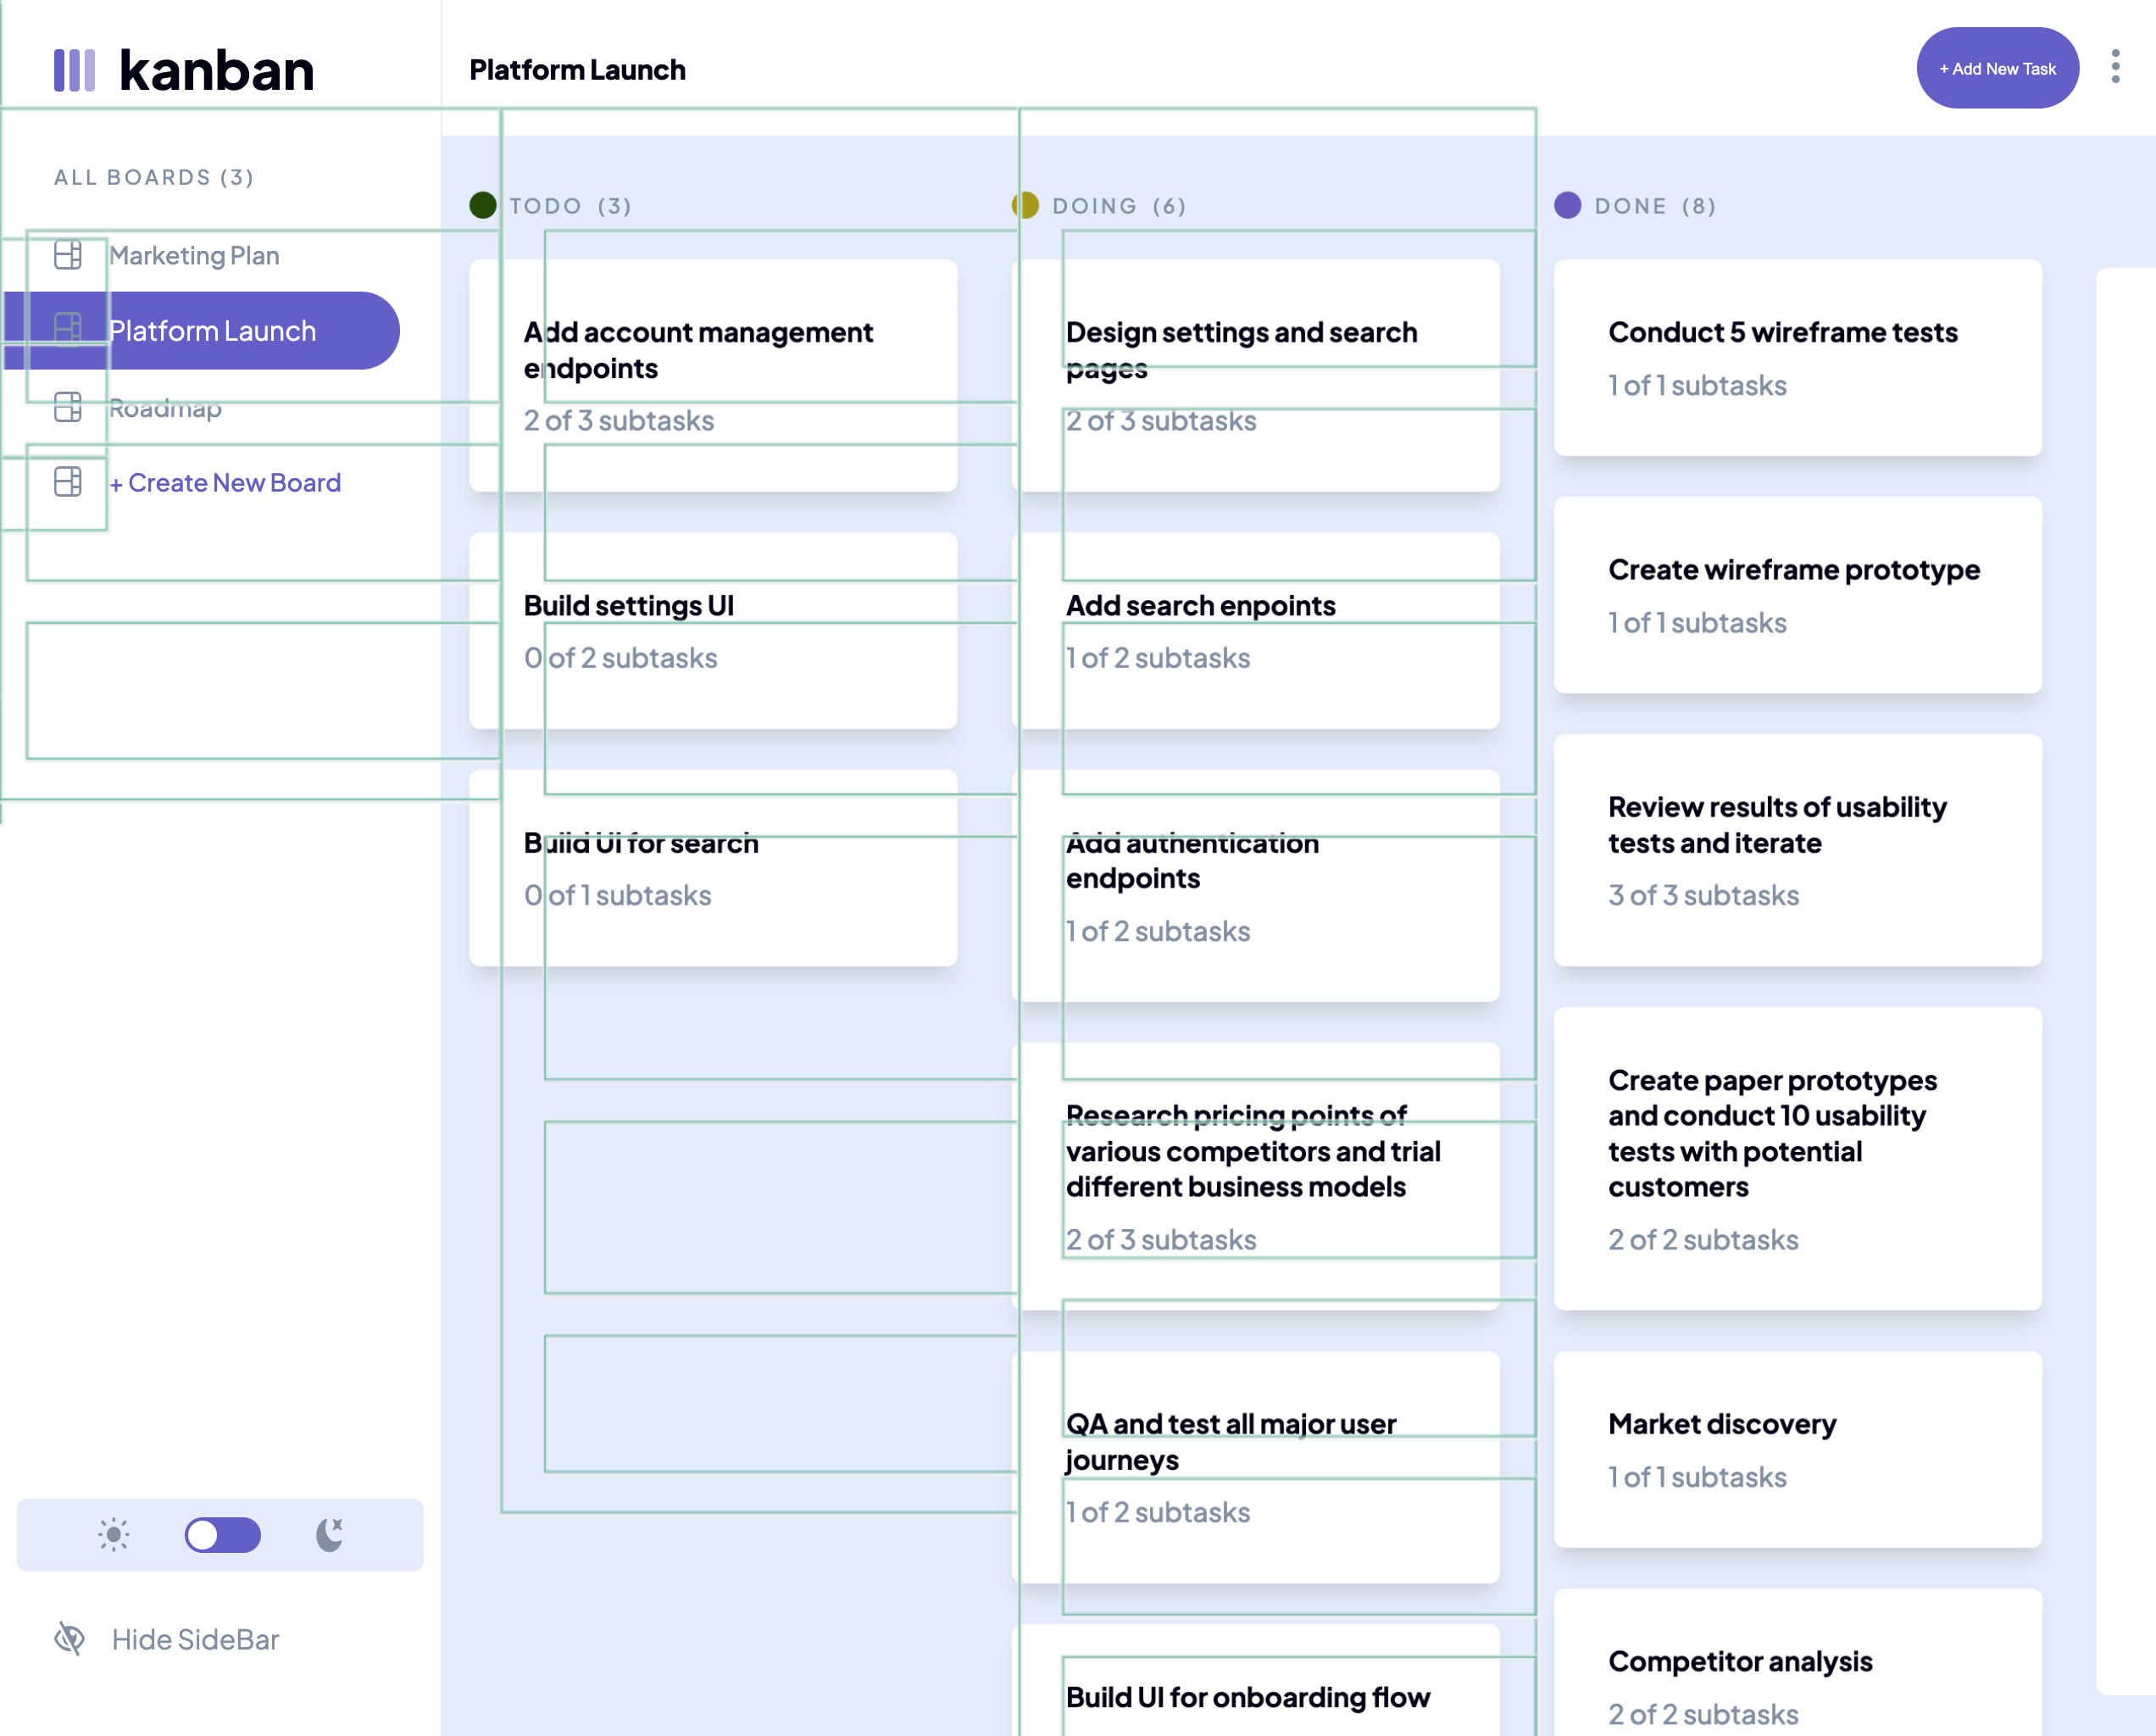 kanban
Platform Launch
+ Add New Task
ALL BOARDS (3)
Marketing Plan
Platform Launch
Roadmap
+ Create New Board
Hide SideBar
TODO (3)
Add account management
endpoints
2 of 3 subtasks
Build settings UI
0 of 2 subtasks
Build UI for search
0 of 1 subtasks
DOING (6)
Design settings and search
pages
2 of 3 subtasks
Add search enpoints
1 of 2 subtasks
Add authentication
endpoints
1 of 2 subtasks
Research pricing points of
various competitors and trial
different business models
2 of 3 subtasks
QA and test all major user
journeys
1 of 2 subtasks
Build UI for onboarding flow
DONE (8)
Conduct 5 wireframe tests
1 of 1 subtasks
Create wireframe prototype
1 of 1 subtasks
Review results of usability
tests and iterate
3 of 3 subtasks
Create paper prototypes
and conduct 10 usability
tests with potential
customers
2 of 2 subtasks
Market discovery
1 of 1 subtasks
Competitor analysis
2 of 2 subtasks